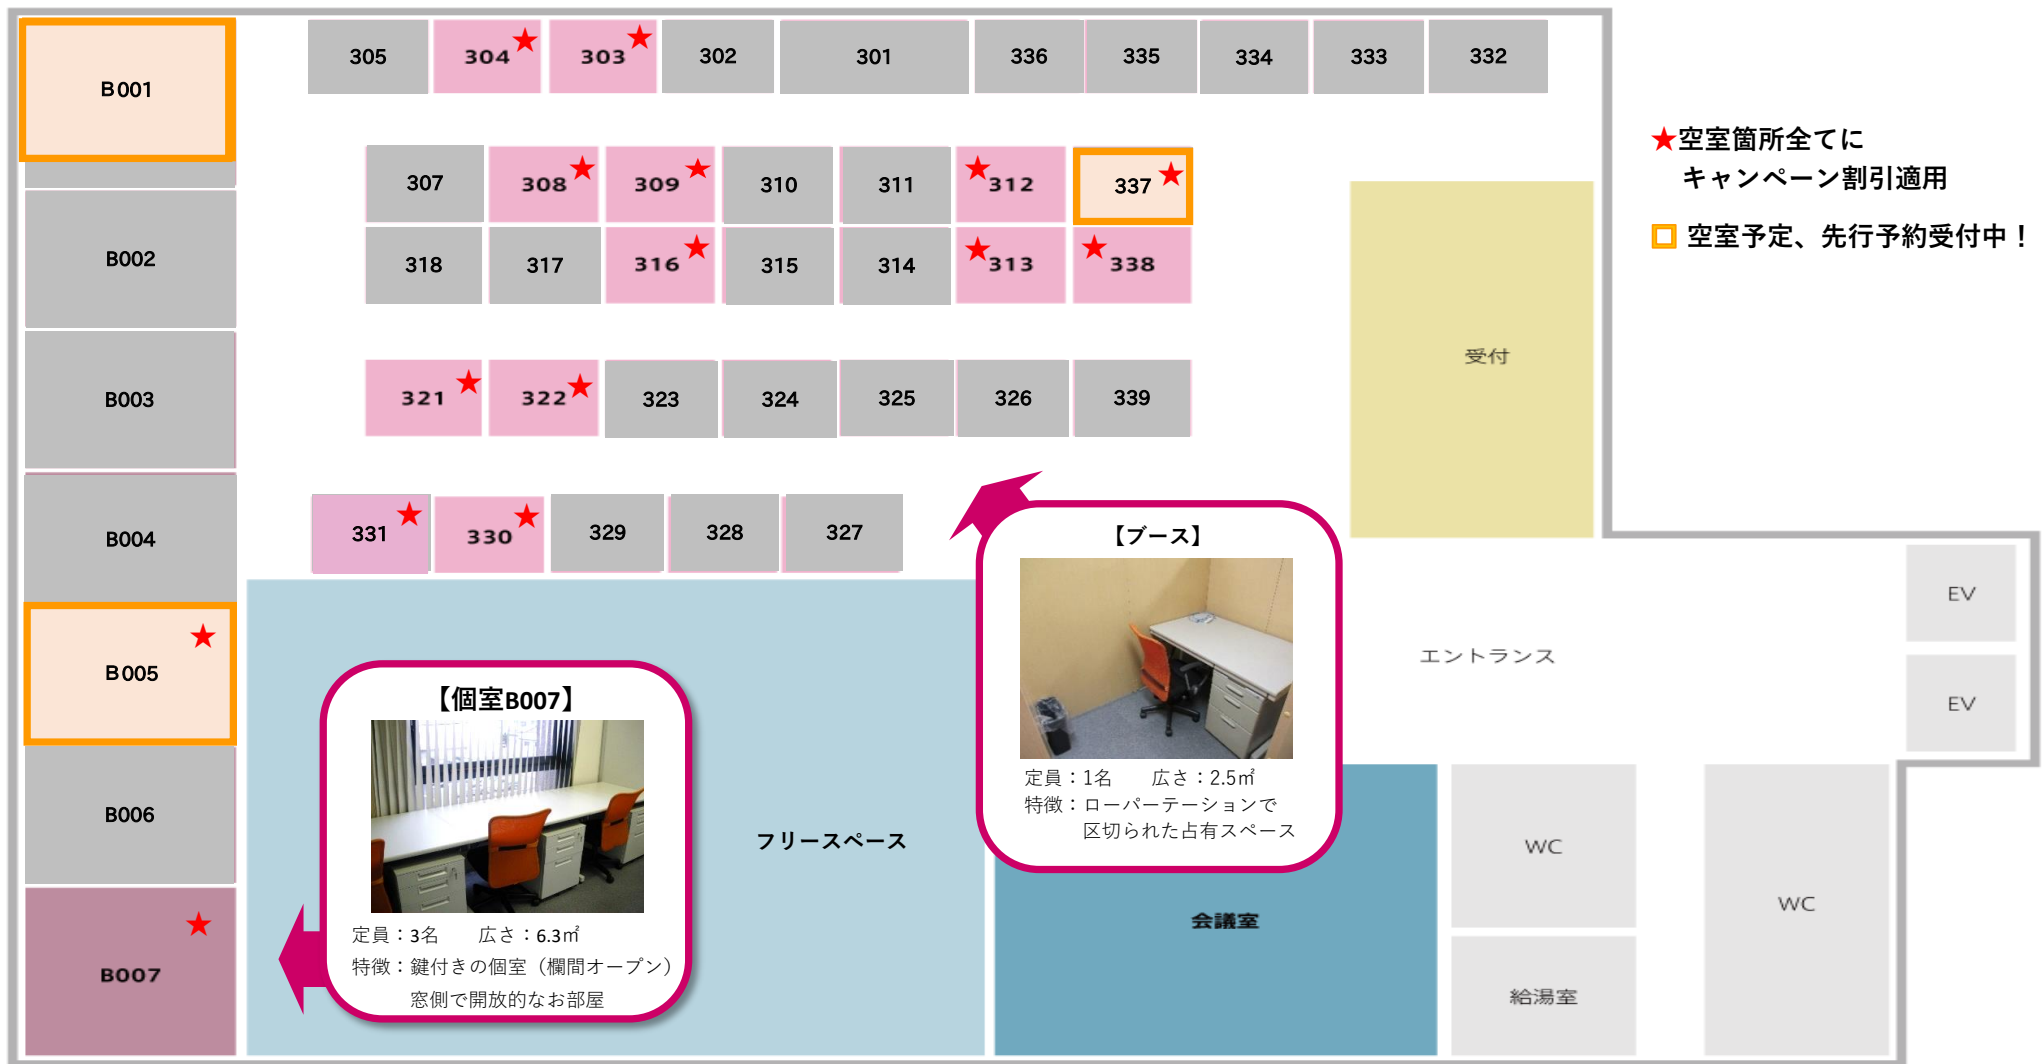 305 304★ 303★ 302 301 336 335 334 333 332
B001
★空室箇所全てに
キャンペーン割引適用
空室予定、先行予約受付中！
307 308★ 309★ 310 311 ★312 337★
318 317 316★ 315 314 ★313 ★338
B002
受付
321★ 322★ 323 324 325 326 339
B003
331★ 330★ 329 328 327
B004
【ブース】
定員：1名 広さ：2.5㎡
特徴：ローパーテーションで
区切られた占有スペース
EV
エントランス
EV
★
B005
【個室B007】
定員：3名 広さ：6.3㎡
特徴：鍵付きの個室（欄間オープン）
窓側で開放的なお部屋
B006
フリースペース
WC
WC
★
B007
会議室
給湯室